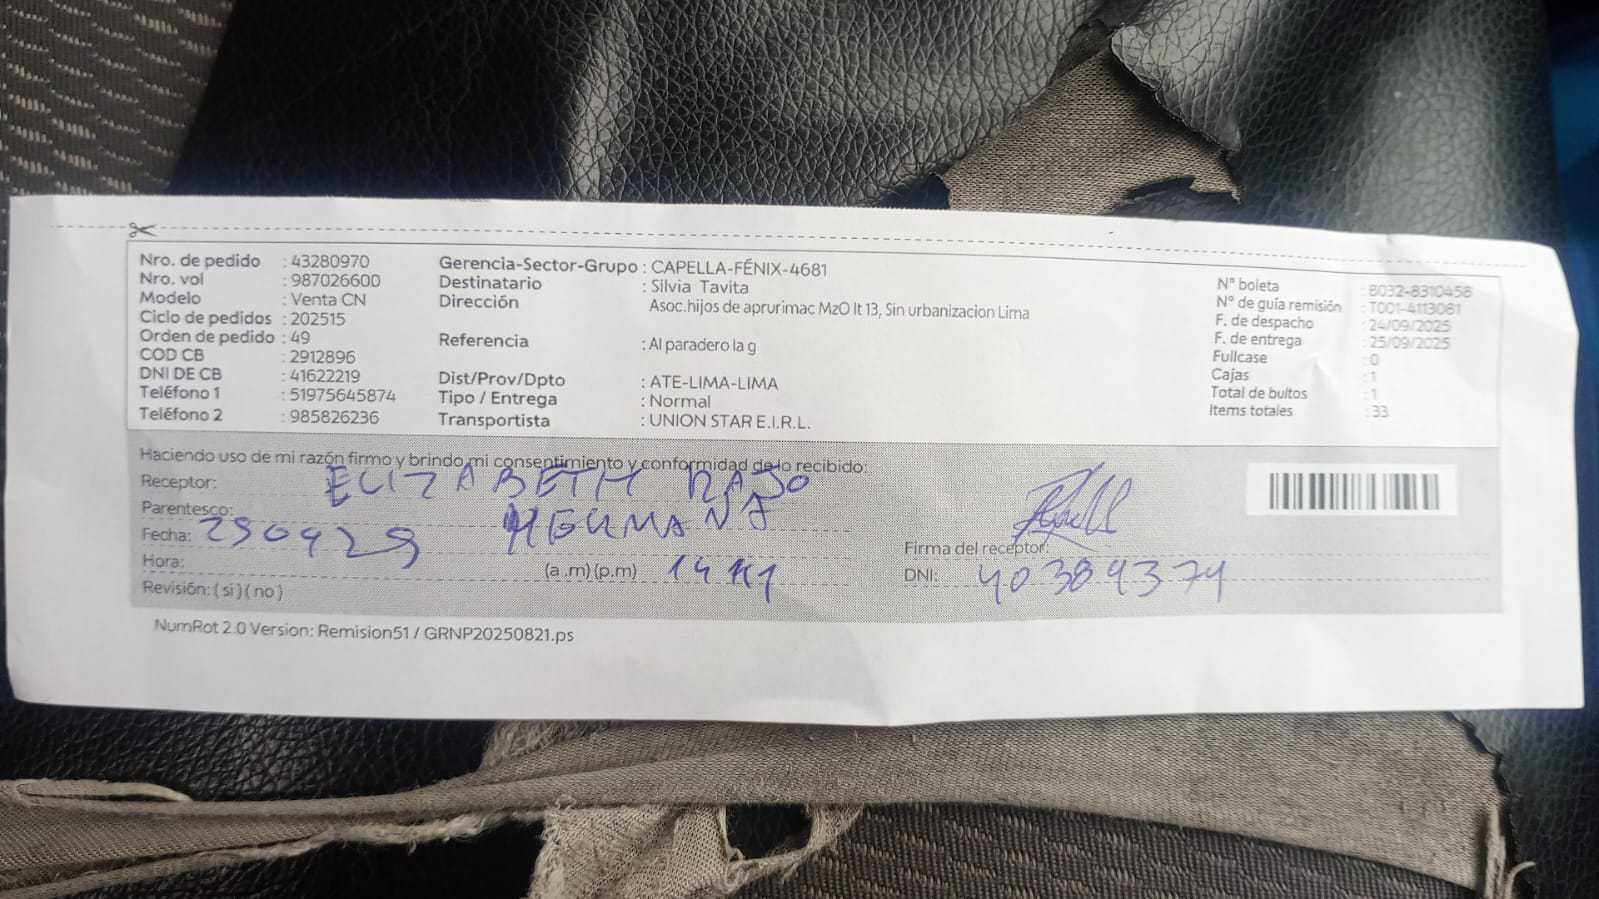 Nro. de pedido : 43280970
Nro. vol : 987026600
Modelo : Venta CN
Ciclo de pedidos : 202515
Orden de pedido : 49
COD CB : 2912896
DNI DE CB : 41622219
Teléfono 1 : 51975645874
Teléfono 2 : 985826236
Gerencia-Sector-Grupo : CAPELLA-FÉNIX-4681
Destinatario : Silvia Tavita
Dirección
Asoc.hijos de aprurimac MzO lt 13, Sin urbanizacion Lima
Referencia : Al paradero la g
Dist/Prov/Dpto : ATE-LIMA-LIMA
Tipo / Entrega : Normal
Transportista : UNION STAR E.I.R.L.
N° boleta : B032-8310458
N° de guía remisión : T001-4113081
F. de despacho : 24/09/2025
F. de entrega : 25/09/2025
Fullcase : 0
Cajas : 1
Total de bultos : 1
Items totales : 33
Haciendo uso de mi razón firmo y brindo mi consentimiento y conformidad de lo recibido:
Receptor: ELIZABETH
Parentesco: HERMANA
Fecha:
Hora: (a .m) (p.m)
Revisión: ( si ) ( no )
Firma del receptor:
DNI: 40384374
NumRot 2.0 Version: Remision51 / GRNP20250821.ps